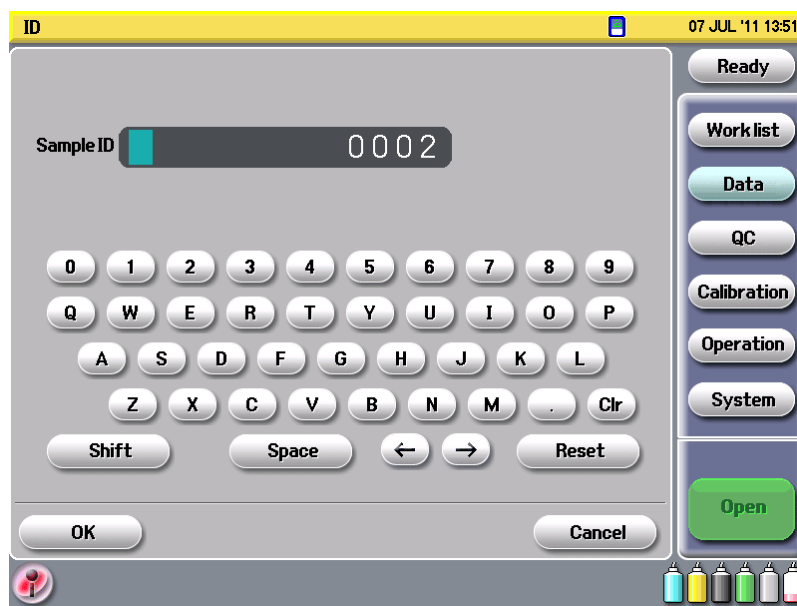 ID
07 JUL '11 13:51
Ready
Sample ID 0002
Work list
Data
QC
Calibration
Operation
System
0 1 2 3 4 5 6 7 8 9
Q W E R T Y U I O P
A S D F G H J K L
Z X C V B N M . Clr
Shift Space ← → Reset
Open
OK Cancel